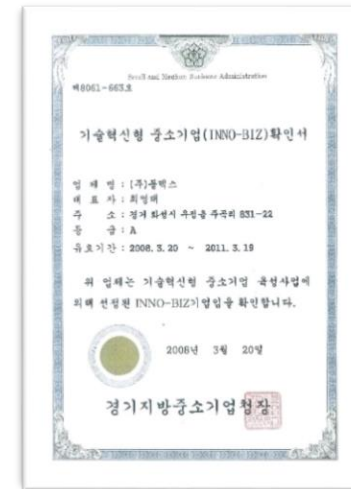 Small and Medium Business Administration
제8061-663호
기술혁신형 중소기업(INNO-BIZ)확인서
업 체 명 : (주)풀박스
대 표 자 : 최영태
주 소 : 경기 화성시 우정읍 주곡리 831-22
등 급 : A
유효기간 : 2008. 3. 20 ~ 2011. 3. 19
위 업체는 기술혁신형 중소기업 육성사업에
의해 선정된 INNO-BIZ기업임을 확인합니다.
2008년 3월 20일
경기지방중소기업청장